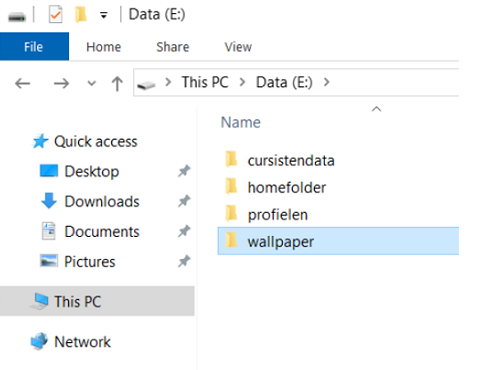 Data (E:)
File Home Share View
This PC > Data (E:) >
Quick access
Desktop
Downloads
Documents
Pictures
This PC
Network
Name
cursistendata
homefolder
profielen
wallpaper